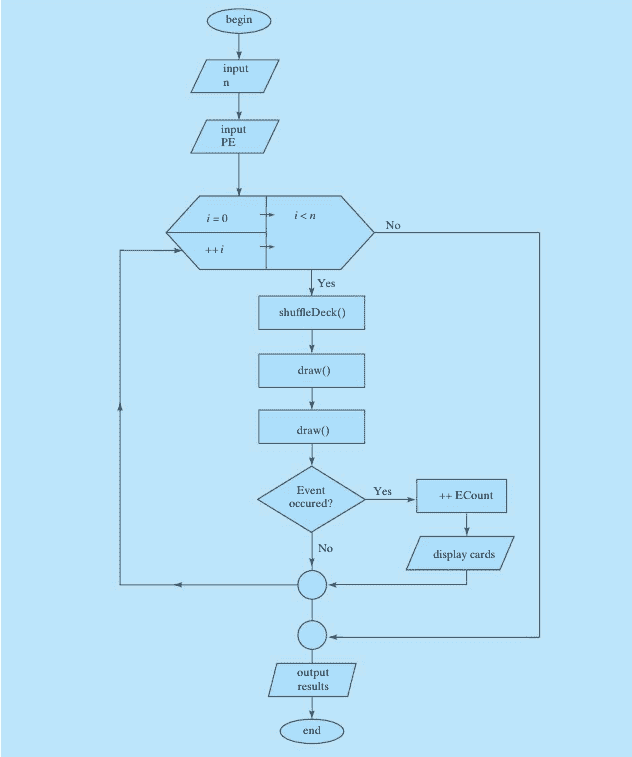 begin
input
n
input
PE
i = 0
i < n
No
++i
Yes
shuffleDeck()
draw()
draw()
Event
occured?
Yes
++ ECount
No
display cards
output
results
end